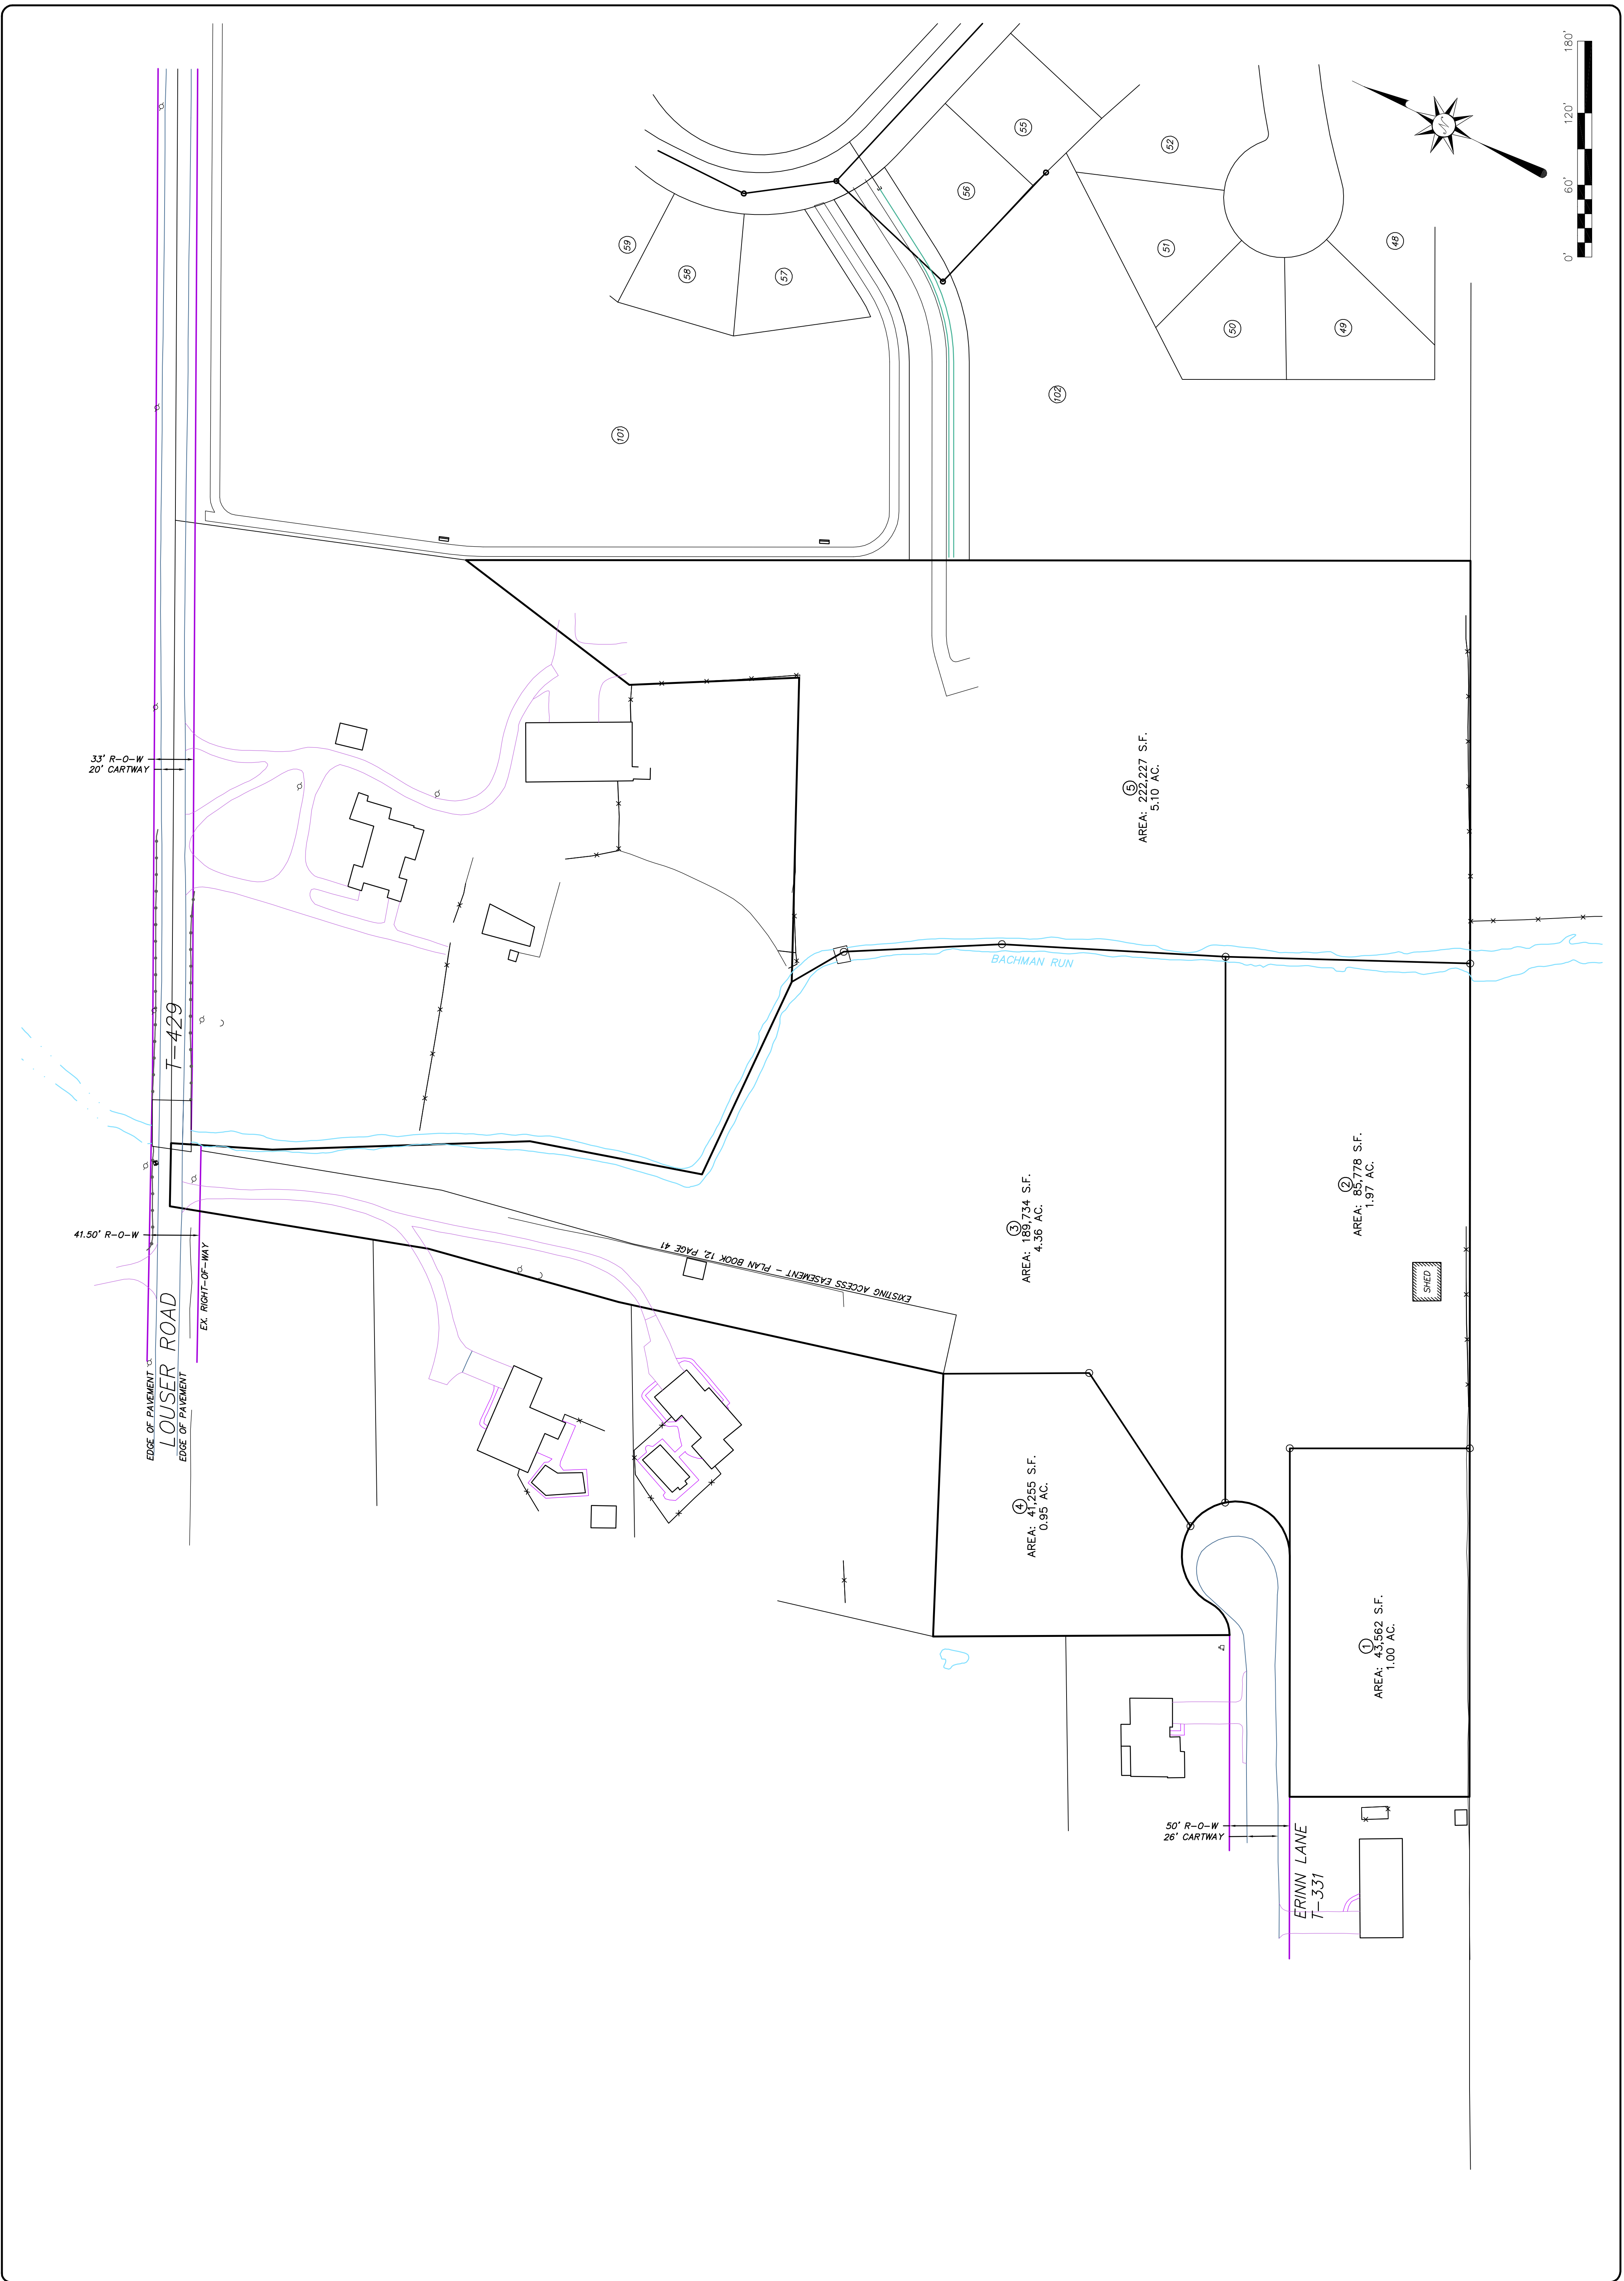 0' 60' 120' 180'
N
55
56
52
51
59
58
57
48
50
49
102
101
33' R-O-W
20' CARTWAY
5
AREA: 222,227 S.F.
5.10 AC.
BACHMAN RUN
T-429
2
AREA: 85,778 S.F.
1.97 AC.
3
AREA: 189,734 S.F.
4.36 AC.
41.50' R-O-W
EX. RIGHT-OF-WAY
EXISTING ACCESS EASEMENT - PLAN BOOK 12, PAGE 41
SHED
EDGE OF PAVEMENT
LOUSER ROAD
EDGE OF PAVEMENT
4
AREA: 41,255 S.F.
0.95 AC.
1
AREA: 43,562 S.F.
1.00 AC.
50' R-O-W
26' CARTWAY
ERINN LANE
T-331